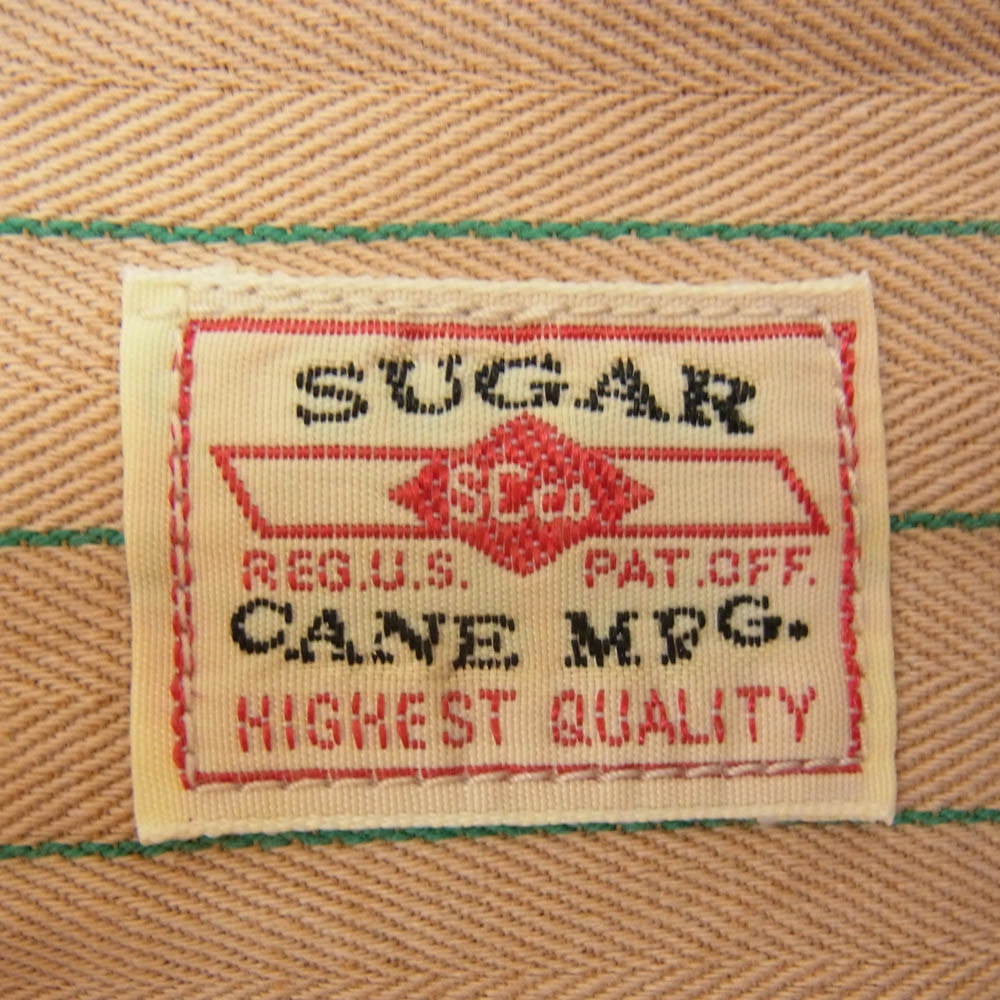 SUGAR
SCCo
REG.U.S. PAT.OFF.
CANE MFG.
HIGHEST QUALITY